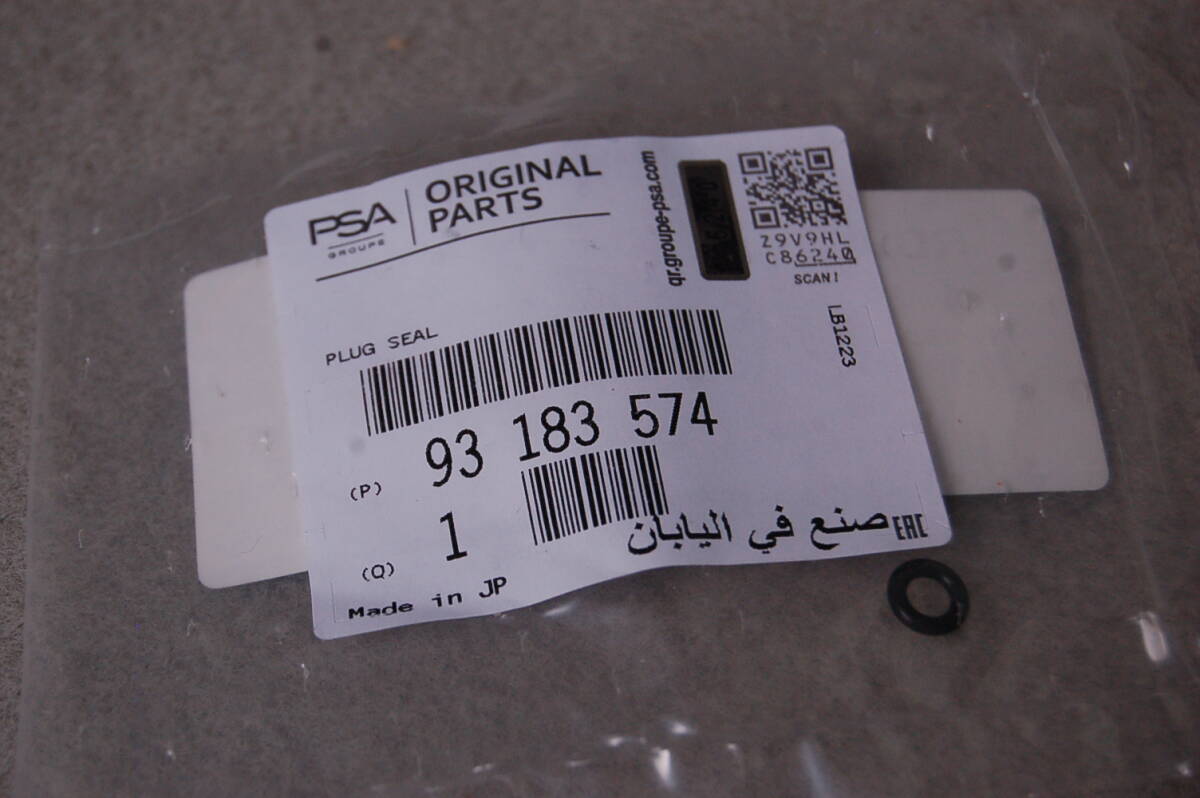 PSA
GROUPE
ORIGINAL
PARTS
qr.groupe-psa.com
Z9V9HL
C86240
SCAN!
LB1223
PLUG SEAL
(P) 93 183 574
(Q) 1
صنع في اليابان
EAC
Made in JP